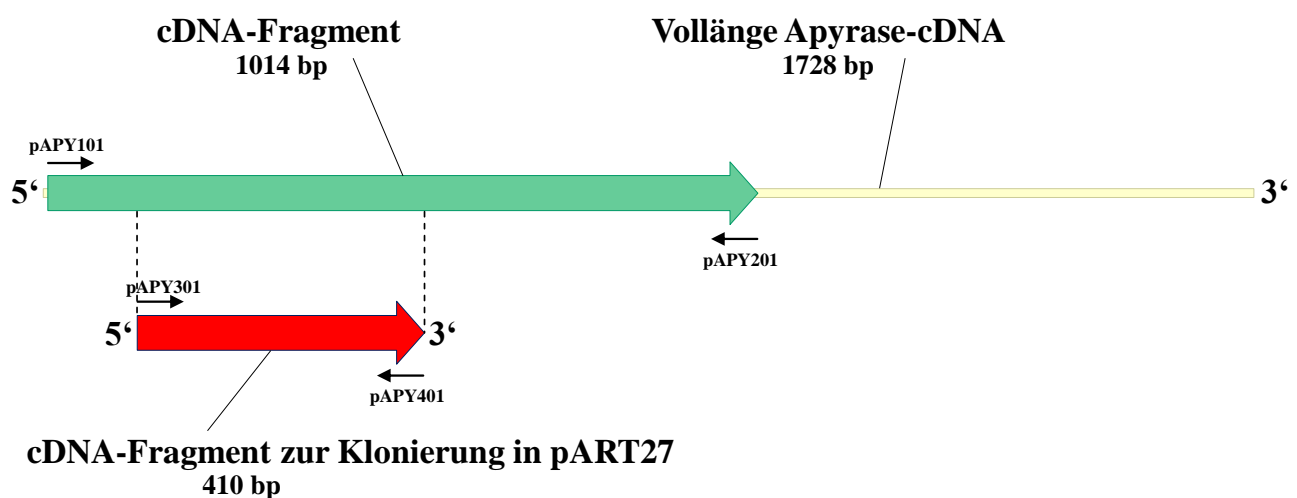 cDNA-Fragment
1014 bp
Vollänge Apyrase-cDNA
1728 bp
pAPY101
5‘
3‘
pAPY201
pAPY301
5‘
3‘
pAPY401
cDNA-Fragment zur Klonierung in pART27
410 bp